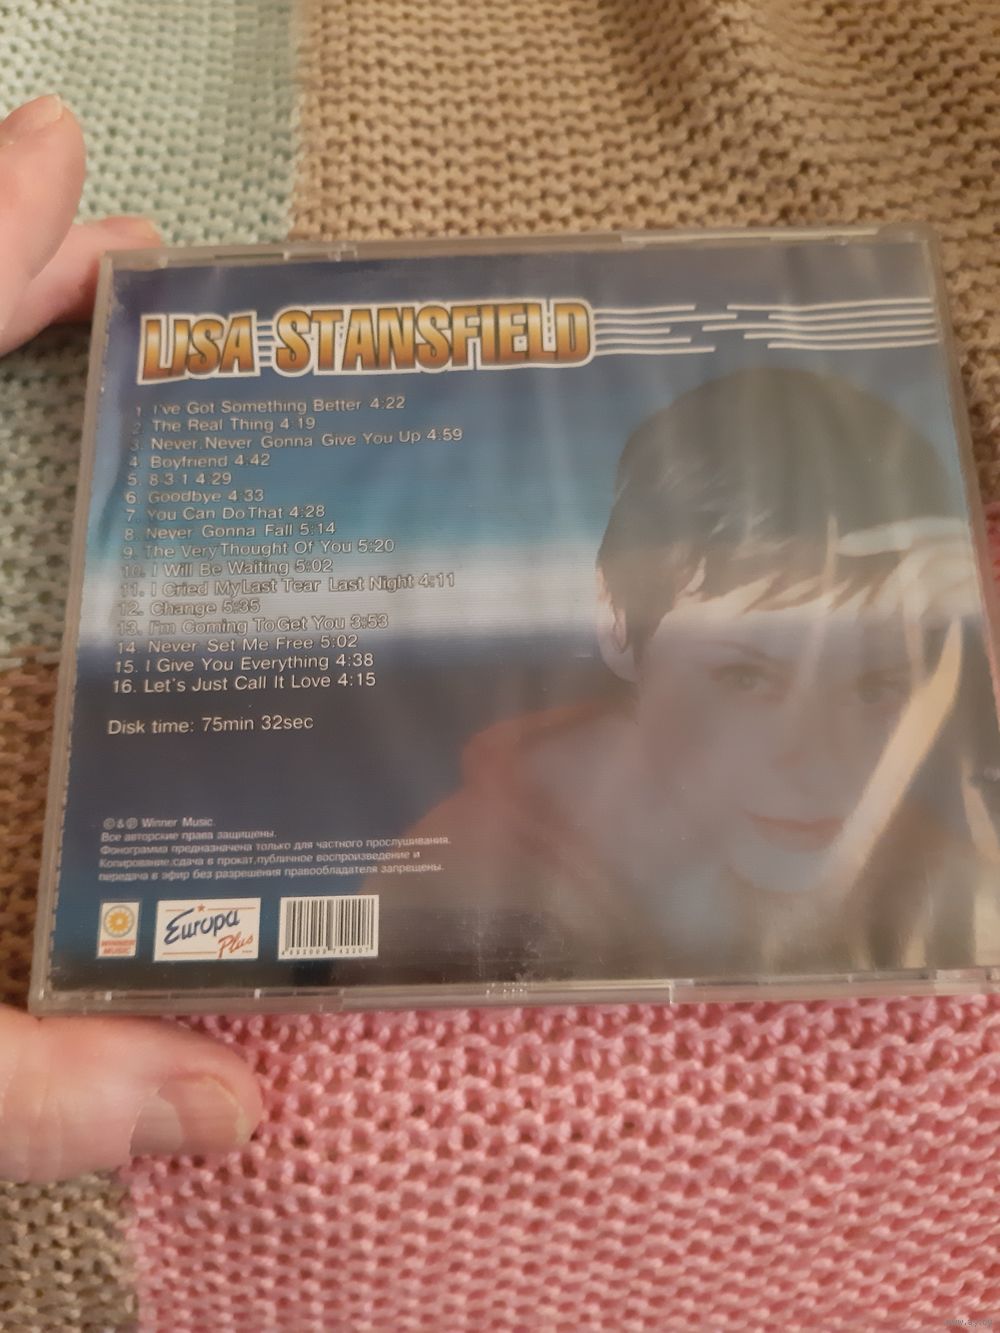 LISA STANSFIELD
1. I've Got Something Better 4:22
2. The Real Thing 4:19
3. Never,Never Gonna Give You Up 4:59
4. Boyfriend 4:42
5. 8 3 1 4:29
6. Goodbye 4:33
7. You Can Do That 4:28
8. Never Gonna Fall 5:14
9. The Very Thought Of You 5:20
10. I Will Be Waiting 5:02
11. I Cried My Last Tear Last Night 4:11
12. Change 5:35
13. I'm Coming To Get You 3:53
14. Never Set Me Free 5:02
15. I Give You Everything 4:38
16. Let's Just Call It Love 4:15
Disk time: 75min 32sec
©&℗ Winner Music.
Все авторские права защищены.
Фонограмма предназначена только для частного прослушивания.
Копирование,сдача в прокат,публичное воспроизведение и
передача в эфир без разрешения правообладателя запрещены.
WINNER
MUSIC
Europa
Plus